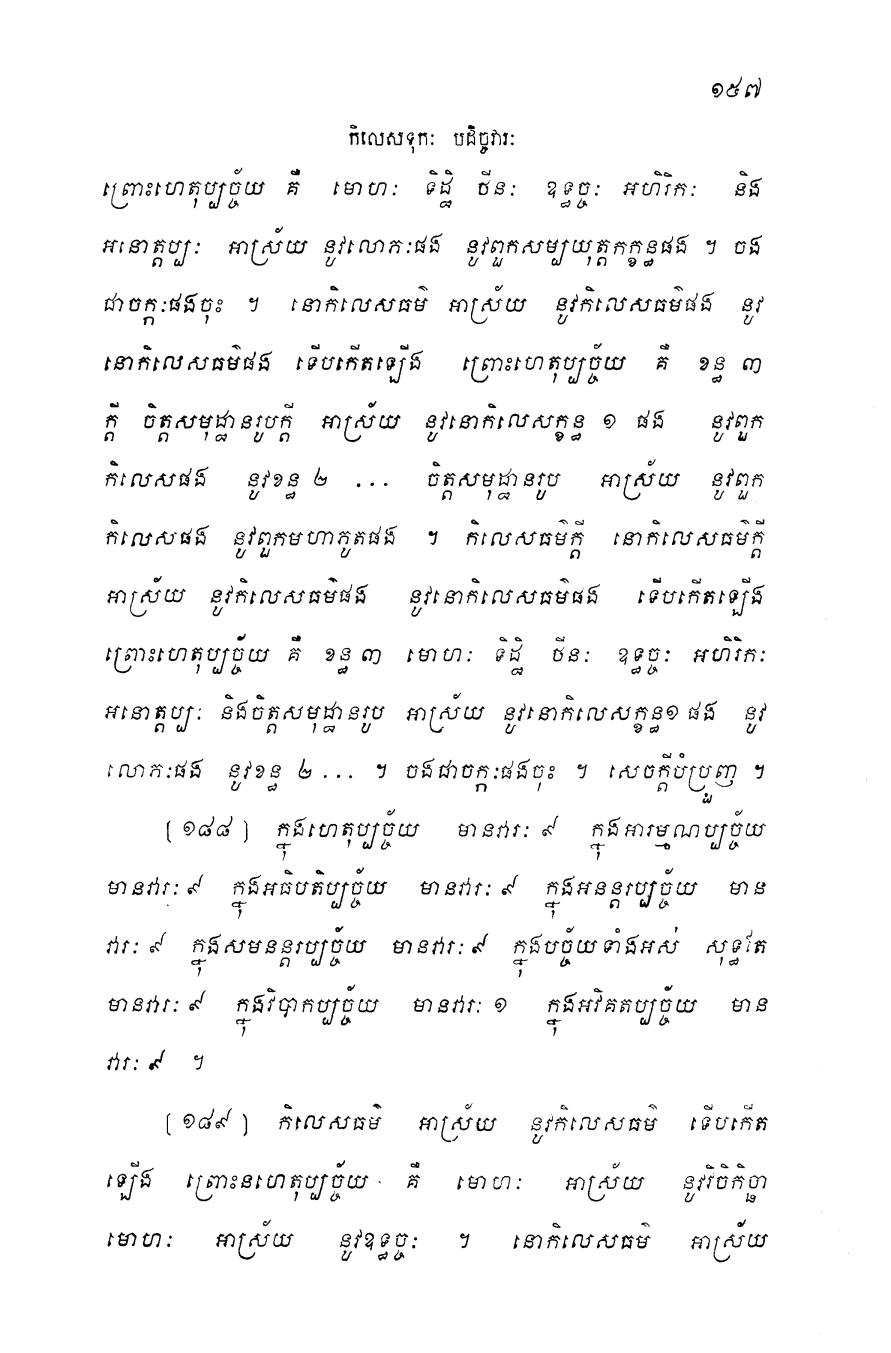 ១៥៧
កិលេសទុកៈ បដិច្ចវារៈ
ព្រោះហេតុប្បច្ច័យ គឺ មោហៈ ទិដ្ឋិ ថីនៈ ឧទ្ធច្ចៈ អហិរិកៈ និង
អនោត្តប្បៈ អាស្រ័យ នូវលោភៈផង នូវពួកសម្បយុត្តកក្ខន្ធផង ។ ចង
ជាចក្កៈផងចុះ ។ នោកិលេសធម៌ អាស្រ័យ នូវកិលេសធម៌ផង នូវ
នោកិលេសធម៌ផង ទើបកើតឡើង ព្រោះហេតុប្បច្ច័យ គឺ ខន្ធ ៣
ក្តី ចិត្តសមុដ្ឋានរូបក្តី អាស្រ័យ នូវនោកិលេសក្ខន្ធ ១ ផង នូវពួក
កិលេសផង នូវខន្ធ ២ ... ចិត្តសមុដ្ឋានរូប អាស្រ័យ នូវពួក
កិលេសផង នូវពួកមហាភូតផង ។ កិលេសធម៌ក្តី នោកិលេសធម៌ក្តី
អាស្រ័យ នូវកិលេសធម៌ផង នូវនោកិលេសធម៌ផង ទើបកើតឡើង
ព្រោះហេតុប្បច្ច័យ គឺ ខន្ធ ៣ មោហៈ ទិដ្ឋិ ថីនៈ ឧទ្ធច្ចៈ អហិរិកៈ
អនោត្តប្បៈ និងចិត្តសមុដ្ឋានរូប អាស្រ័យ នូវនោកិលេសក្ខន្ធ១ ផង នូវ
លោភៈផង នូវខន្ធ ២ ... ។ ចងជាចក្កៈផងចុះ ។ សេចក្តីបំប្រួញ ។
[ ១៨៨ ] ក្នុងហេតុប្បច្ច័យ មានវារៈ ៩ ក្នុងអារម្មណប្បច្ច័យ
មានវារៈ ៩ ក្នុងអធិបតិប្បច្ច័យ មានវារៈ ៩ ក្នុងអនន្តរប្បច្ច័យ មាន
វារៈ ៩ ក្នុងសមនន្តរប្បច្ច័យ មានវារៈ ៩ ក្នុងបច្ច័យទាំងអស់ សុទ្ធតែ
មានវារៈ ៩ ក្នុងវិបាកប្បច្ច័យ មានវារៈ ១ ក្នុងអវិគតប្បច្ច័យ មាន
វារៈ ៩ ។
[ ១៨៩ ] កិលេសធម៌ អាស្រ័យ នូវកិលេសធម៌ ទើបកើត
ឡើង ព្រោះនហេតុប្បច្ច័យ គឺ មោហៈ អាស្រ័យ នូវវិចិកិច្ឆា
មោហៈ អាស្រ័យ នូវឧទ្ធច្ចៈ ។ នោកិលេសធម៌ អាស្រ័យ